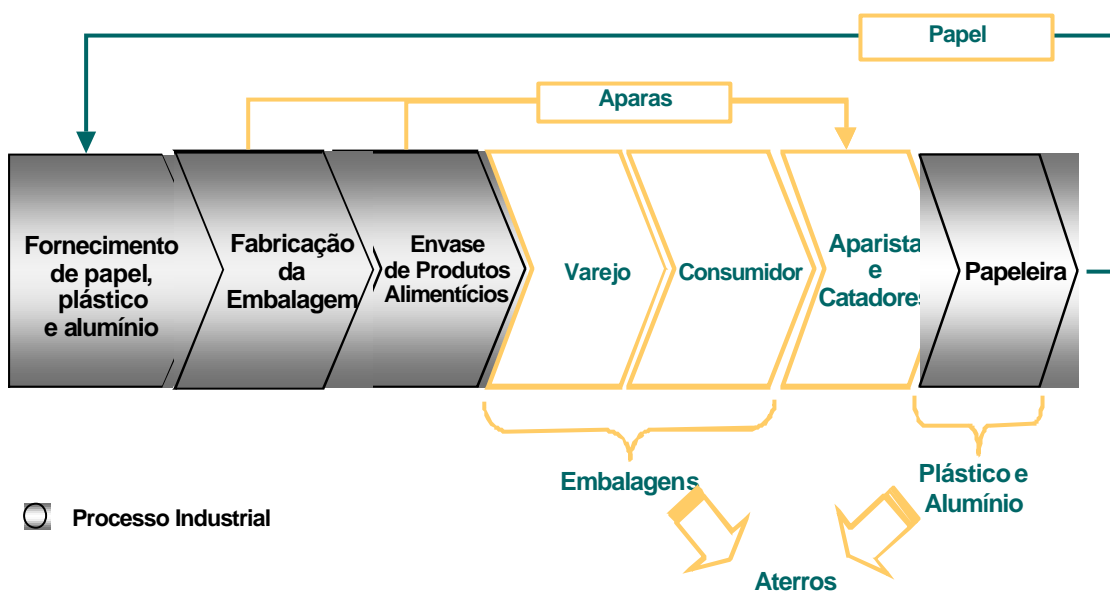 Papel
Aparas
Fornecimento
de papel,
plástico
e alumínio
Fabricação
da
Embalagem
Envase
de Produtos
Alimentícios
Varejo
Consumidor
Aparista
e
Catadores
Papeleira
Embalagens
Plástico e
Alumínio
Processo Industrial
Aterros